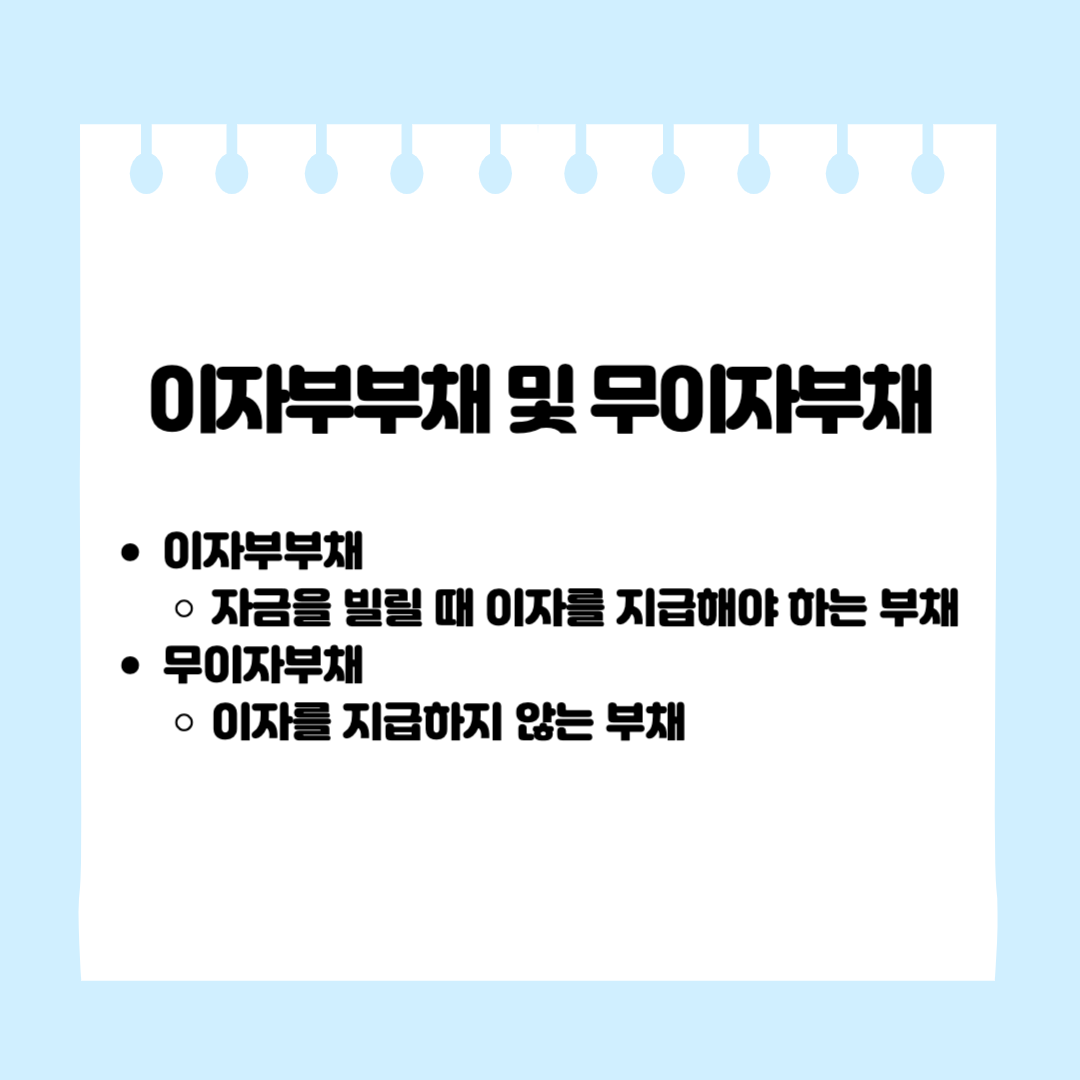 이자부부채 및 무이자부채
• 이자부부채
○ 자금을 빌릴 때 이자를 지급해야 하는 부채
• 무이자부채
○ 이자를 지급하지 않는 부채